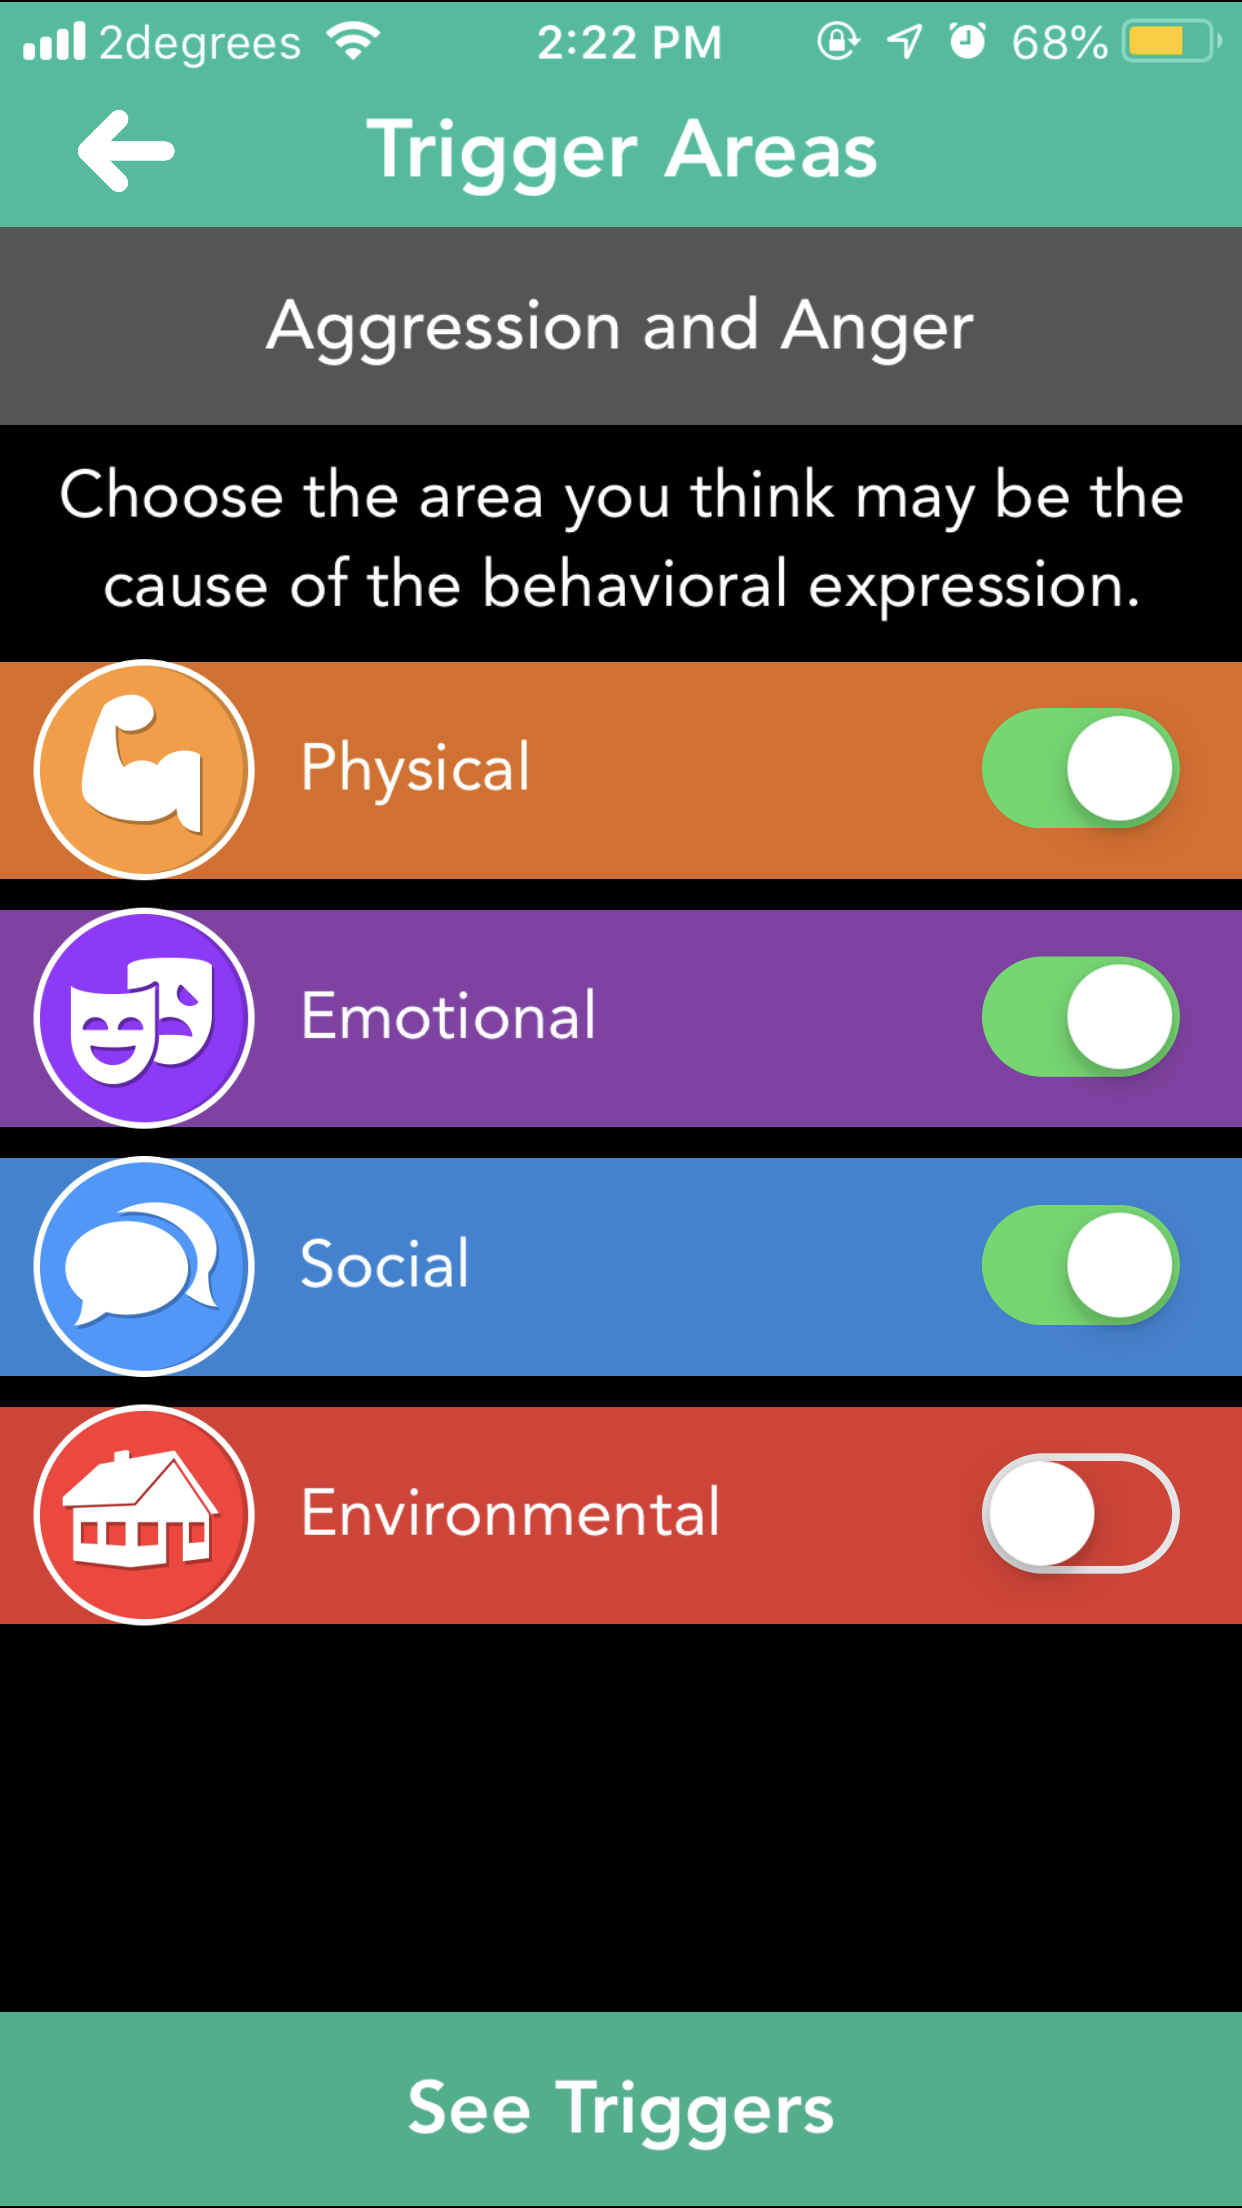 2degrees 2:22 PM 68%
Trigger Areas
Aggression and Anger
Choose the area you think may be the
cause of the behavioral expression.
Physical
Emotional
Social
Environmental
See Triggers